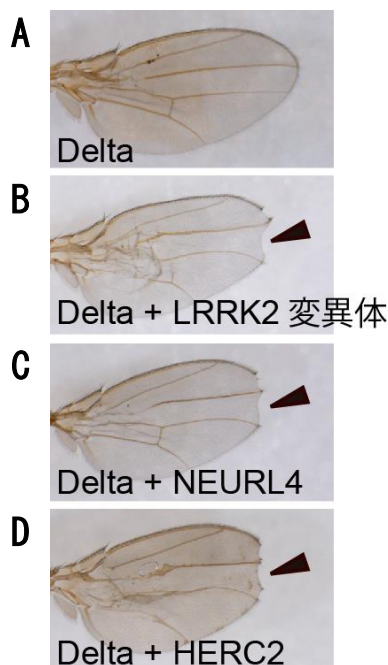 A
Delta
B
Delta + LRRK2 変異体
C
Delta + NEURL4
D
Delta + HERC2